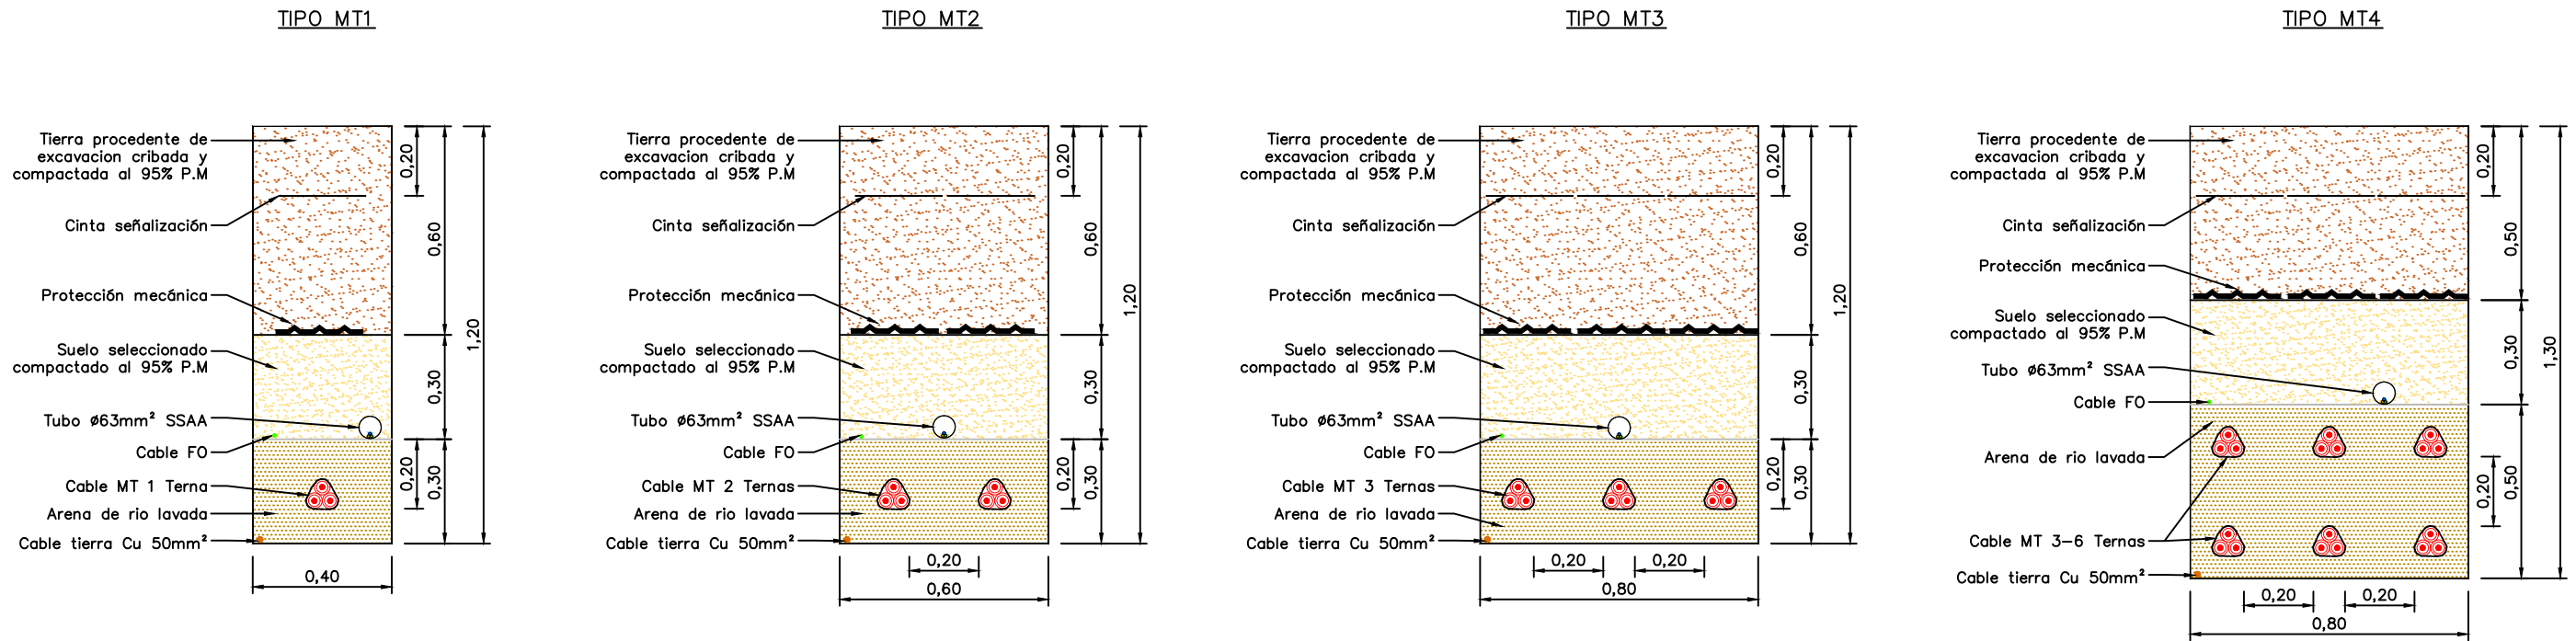 TIPO MT1
Tierra procedente de
excavacion cribada y
compactada al 95% P.M
Cinta señalización
Protección mecánica
Suelo seleccionado
compactado al 95% P.M
Tubo ø63mm² SSAA
Cable FO
Cable MT 1 Terna
Arena de rio lavada
Cable tierra Cu 50mm²
0,20
0,60
1,20
0,30
0,20
0,30
0,40
TIPO MT2
Tierra procedente de
excavacion cribada y
compactada al 95% P.M
Cinta señalización
Protección mecánica
Suelo seleccionado
compactado al 95% P.M
Tubo ø63mm² SSAA
Cable FO
Cable MT 2 Ternas
Arena de rio lavada
Cable tierra Cu 50mm²
0,20
0,60
1,20
0,30
0,20
0,30
0,20
0,60
TIPO MT3
Tierra procedente de
excavacion cribada y
compactada al 95% P.M
Cinta señalización
Protección mecánica
Suelo seleccionado
compactado al 95% P.M
Tubo ø63mm² SSAA
Cable FO
Cable MT 3 Ternas
Arena de rio lavada
Cable tierra Cu 50mm²
0,20
0,60
1,20
0,30
0,20
0,30
0,20
0,20
0,80
TIPO MT4
Tierra procedente de
excavacion cribada y
compactada al 95% P.M
Cinta señalización
Protección mecánica
Suelo seleccionado
compactado al 95% P.M
Tubo ø63mm² SSAA
Cable FO
Arena de rio lavada
Cable MT 3-6 Ternas
Cable tierra Cu 50mm²
0,20
0,50
0,30
1,30
0,20
0,50
0,20
0,20
0,80